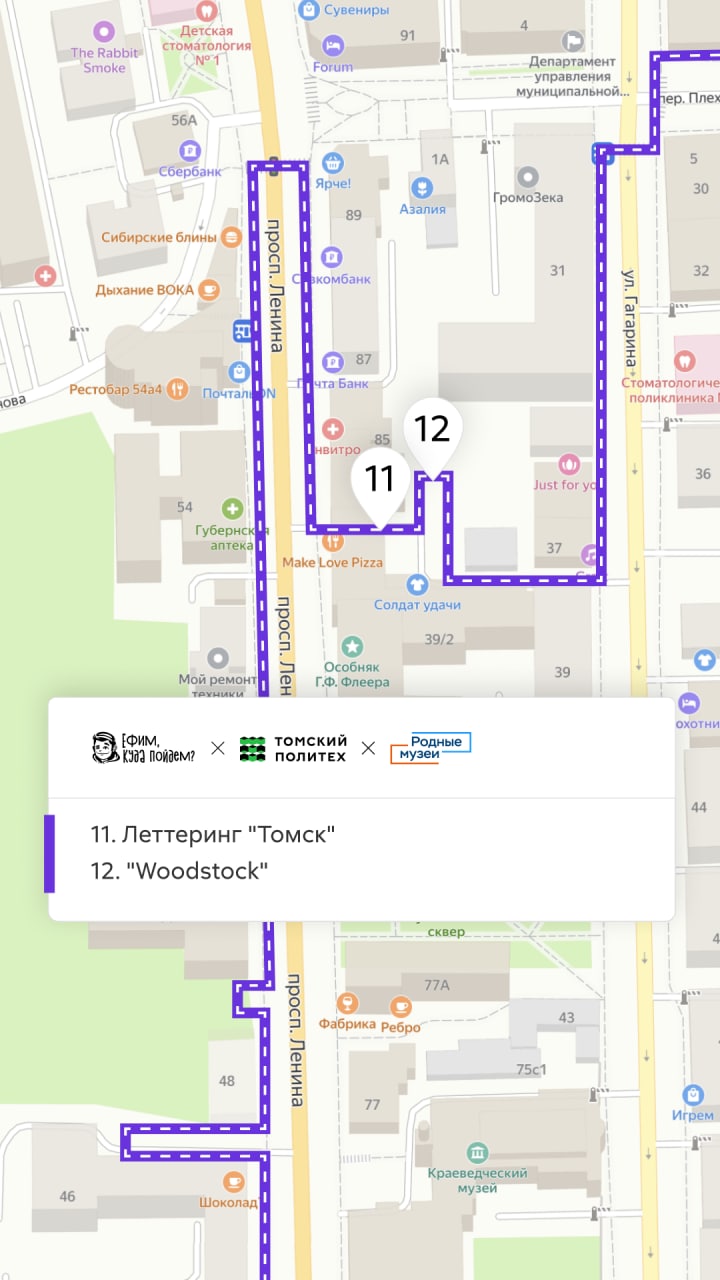 Сувениры
91
4
Детская
стоматология
№ 1
The Rabbit
Smoke
Forum
Департамент
управления
муниципальной...
пер. Плех
56А
Сбербанк
1А
Ярче!
Азалия
ГромоЗека
5
30
89
Сибирские блины
просп. Ленина
Дыхание ВОКА
31
32
ул. Гагарина
87
Почта Банк
Рестобар 54а4
Стоматологиче
поликлиника
нова
85
нвитро
12
11
36
54
Губернская
аптека
Just for yo
37
Make Love Pizza
Солдат удачи
просп. Лен
39/2
39
Особняк
Г.Ф. Флеера
Мой ремонт
техники
охотни
Ефим,
куда пойдем?
ТОМСКИЙ
ПОЛИТЕХ
Родные
музеи
11. Леттеринг "Томск"
12. "Woodstock"
44
сквер
просп. Ленина
77А
Фабрика
Ребро
43
75с1
48
77
Игрем
Краеведческий
музей
46
Шоколад